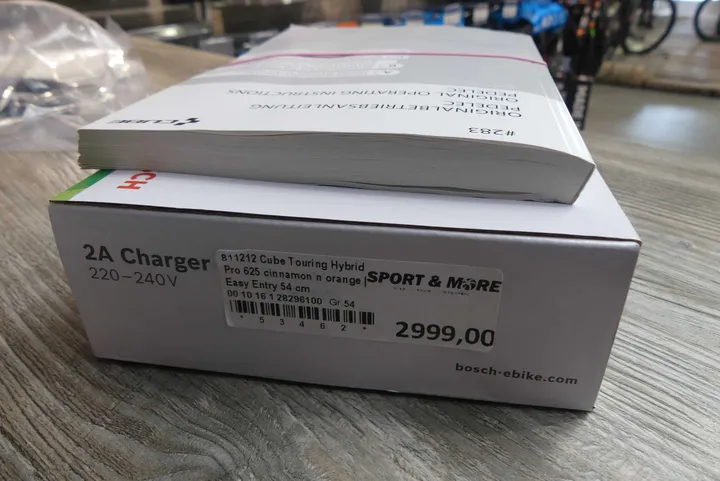 CUBE
ORIGINALBETRIEBSANLEITUNG
PEDELEC
ORIGINAL OPERATING INSTRUCTIONS
PEDELEC
#283
2A Charger
220-240V
811212 Cube Touring Hybrid
Pro 625 cinnamon´n´orange |
Easy Entry 54 cm
00 10 16 1 28296100 Gr.54
* 5 3 4 6 2 *
SPORT & MORE
2999,00
bosch-ebike.com